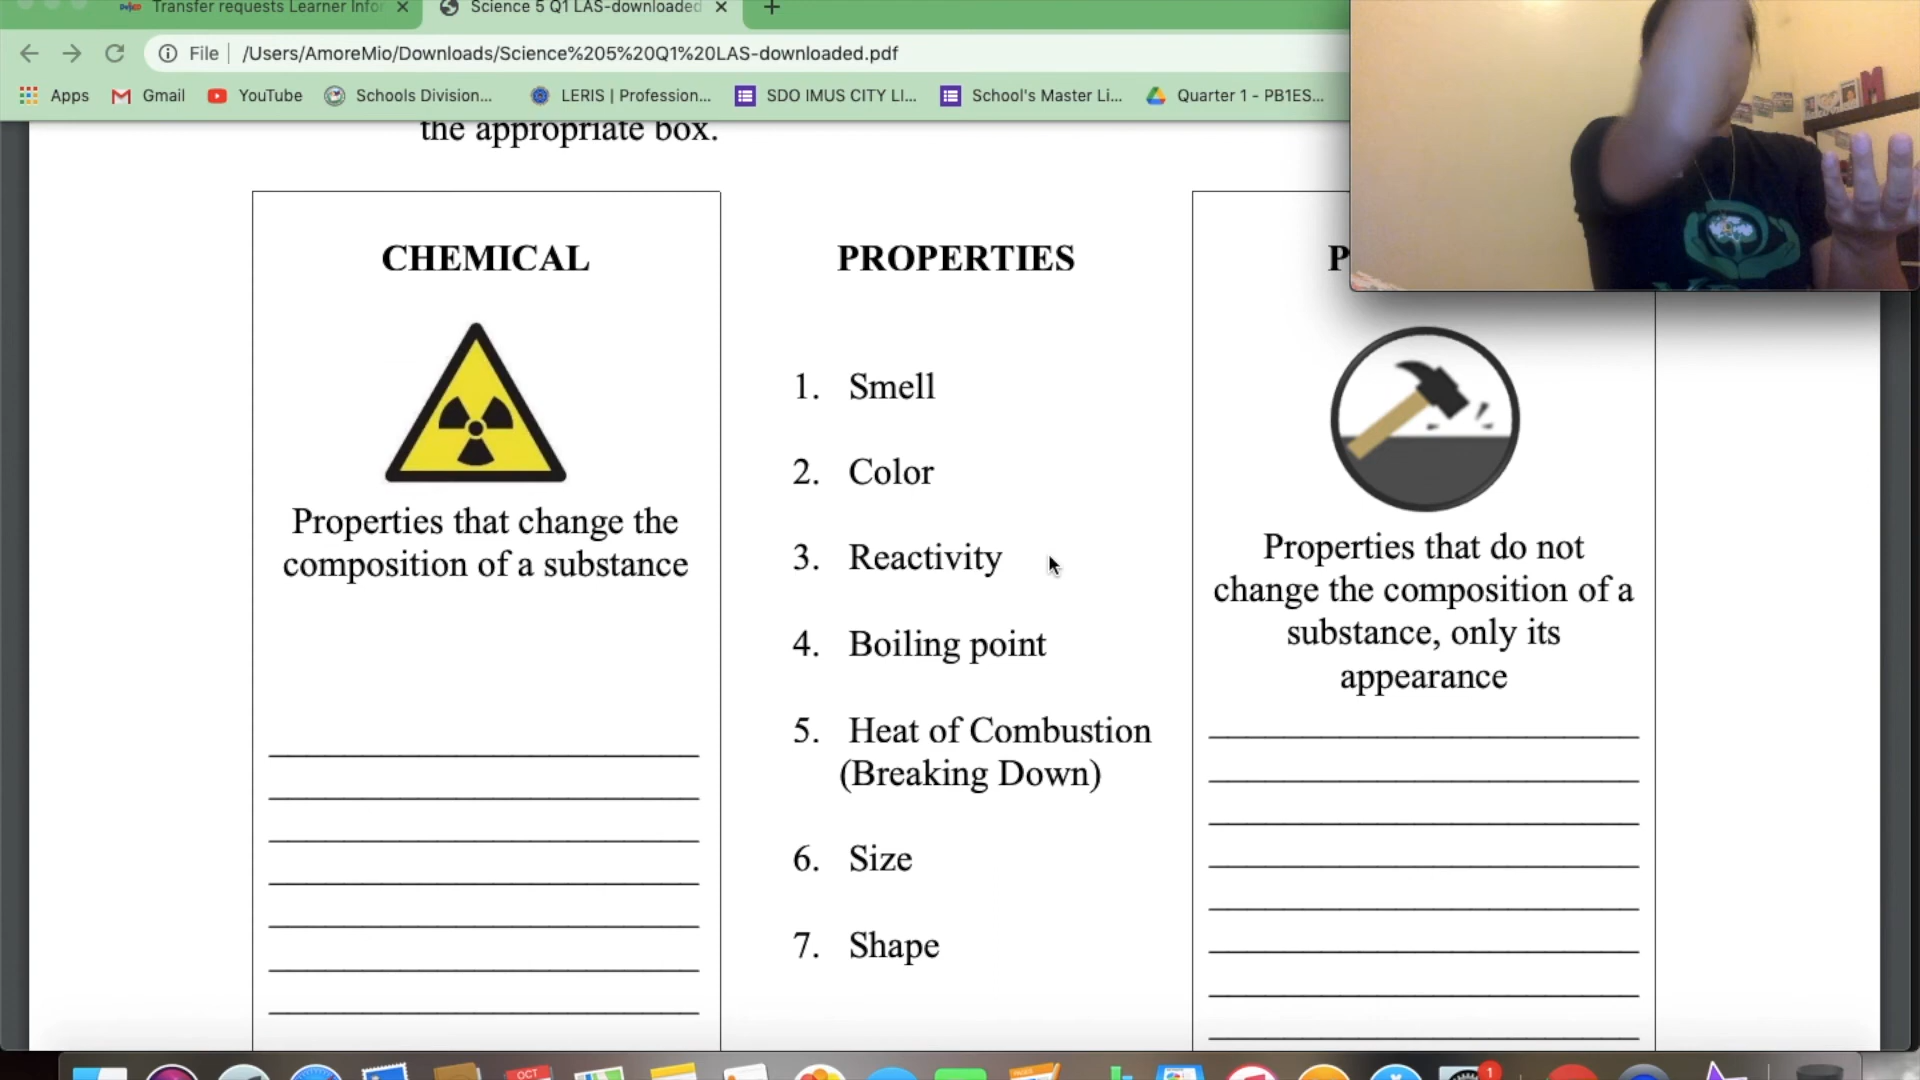 Transfer requests Learner Infor
Science 5 Q1 LAS-downloaded
File
/Users/AmoreMio/Downloads/Science%205%20Q1%20LAS-downloaded.pdf
Apps
Gmail
YouTube
Schools Division...
LERIS | Profession...
SDO IMUS CITY LI...
School's Master Li...
Quarter 1 - PB1ES...
the appropriate box.
CHEMICAL
Properties that change the
composition of a substance
PROPERTIES
1. Smell
2. Color
3. Reactivity
4. Boiling point
5. Heat of Combustion
(Breaking Down)
6. Size
7. Shape
P
Properties that do not
change the composition of a
substance, only its
appearance
OCT
PAGES
1